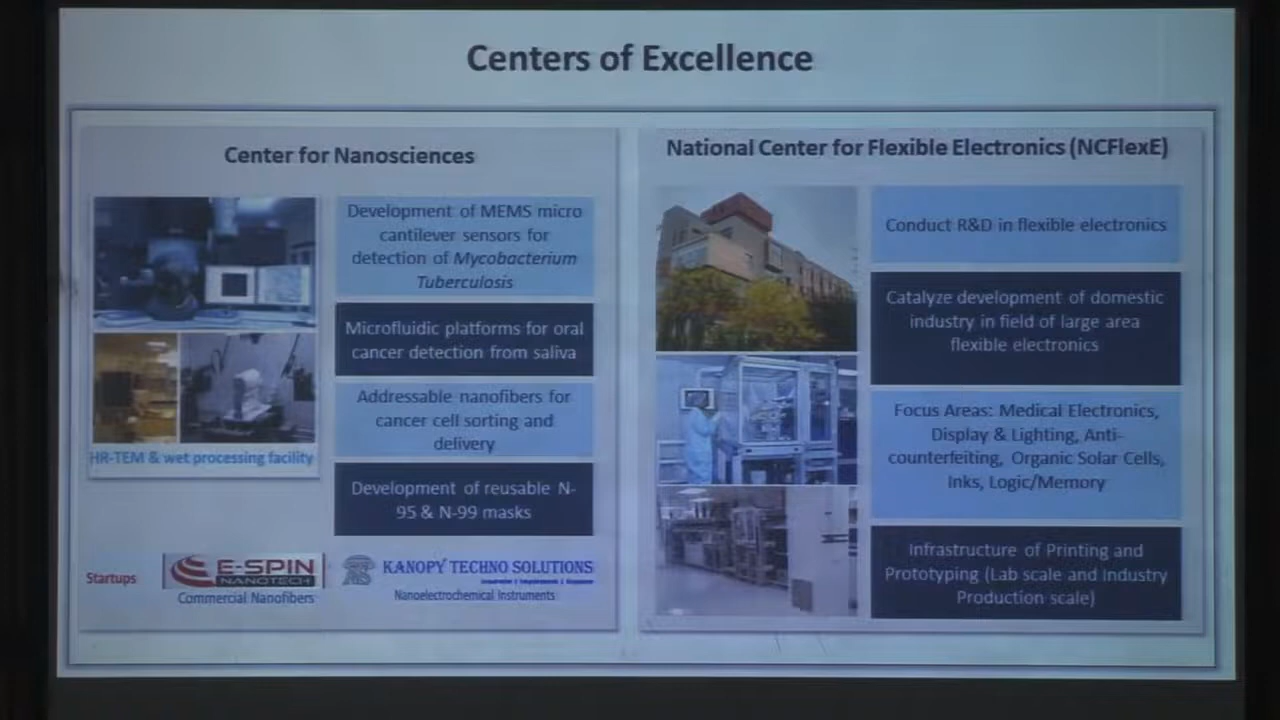 Centers of Excellence
Center for Nanosciences
Development of MEMS micro
cantilever sensors for
detection of Mycobacterium
Tuberculosis
Microfluidic platforms for oral
cancer detection from saliva
Addressable nanofibers for
cancer cell sorting and
delivery
Development of reusable N-
95 & N-99 masks
HR-TEM & wet processing facility
Startups
E-SPIN
NANOTECH
Commercial Nanofibers
KANOPY TECHNO SOLUTIONS
Nanoelectrochemical Instruments
National Center for Flexible Electronics (NCFlexE)
Conduct R&D in flexible electronics
Catalyze development of domestic
industry in field of large area
flexible electronics
Focus Areas: Medical Electronics,
Display & Lighting, Anti-
counterfeiting, Organic Solar Cells,
Inks, Logic/Memory
Infrastructure of Printing and
Prototyping (Lab scale and Industry
Production scale)